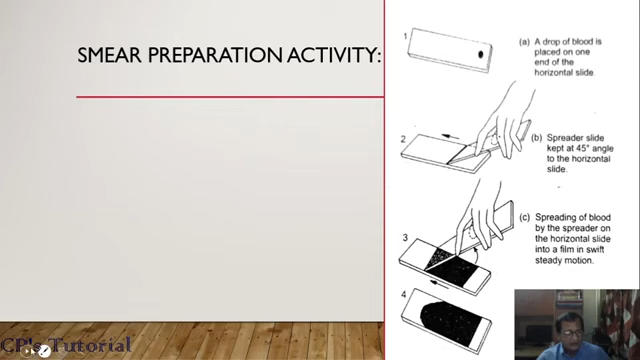 SMEAR PREPARATION ACTIVITY:
1
(a) A drop of blood is
placed on one
end of the
horizontal slide.
2
(b) Spreader slide
kept at 45° angle
to the horizontal
slide.
3
(c) Spreading of blood
by the spreader on
the horizontal slide
into a film in swift
steady motion.
4
CP's Tutorial